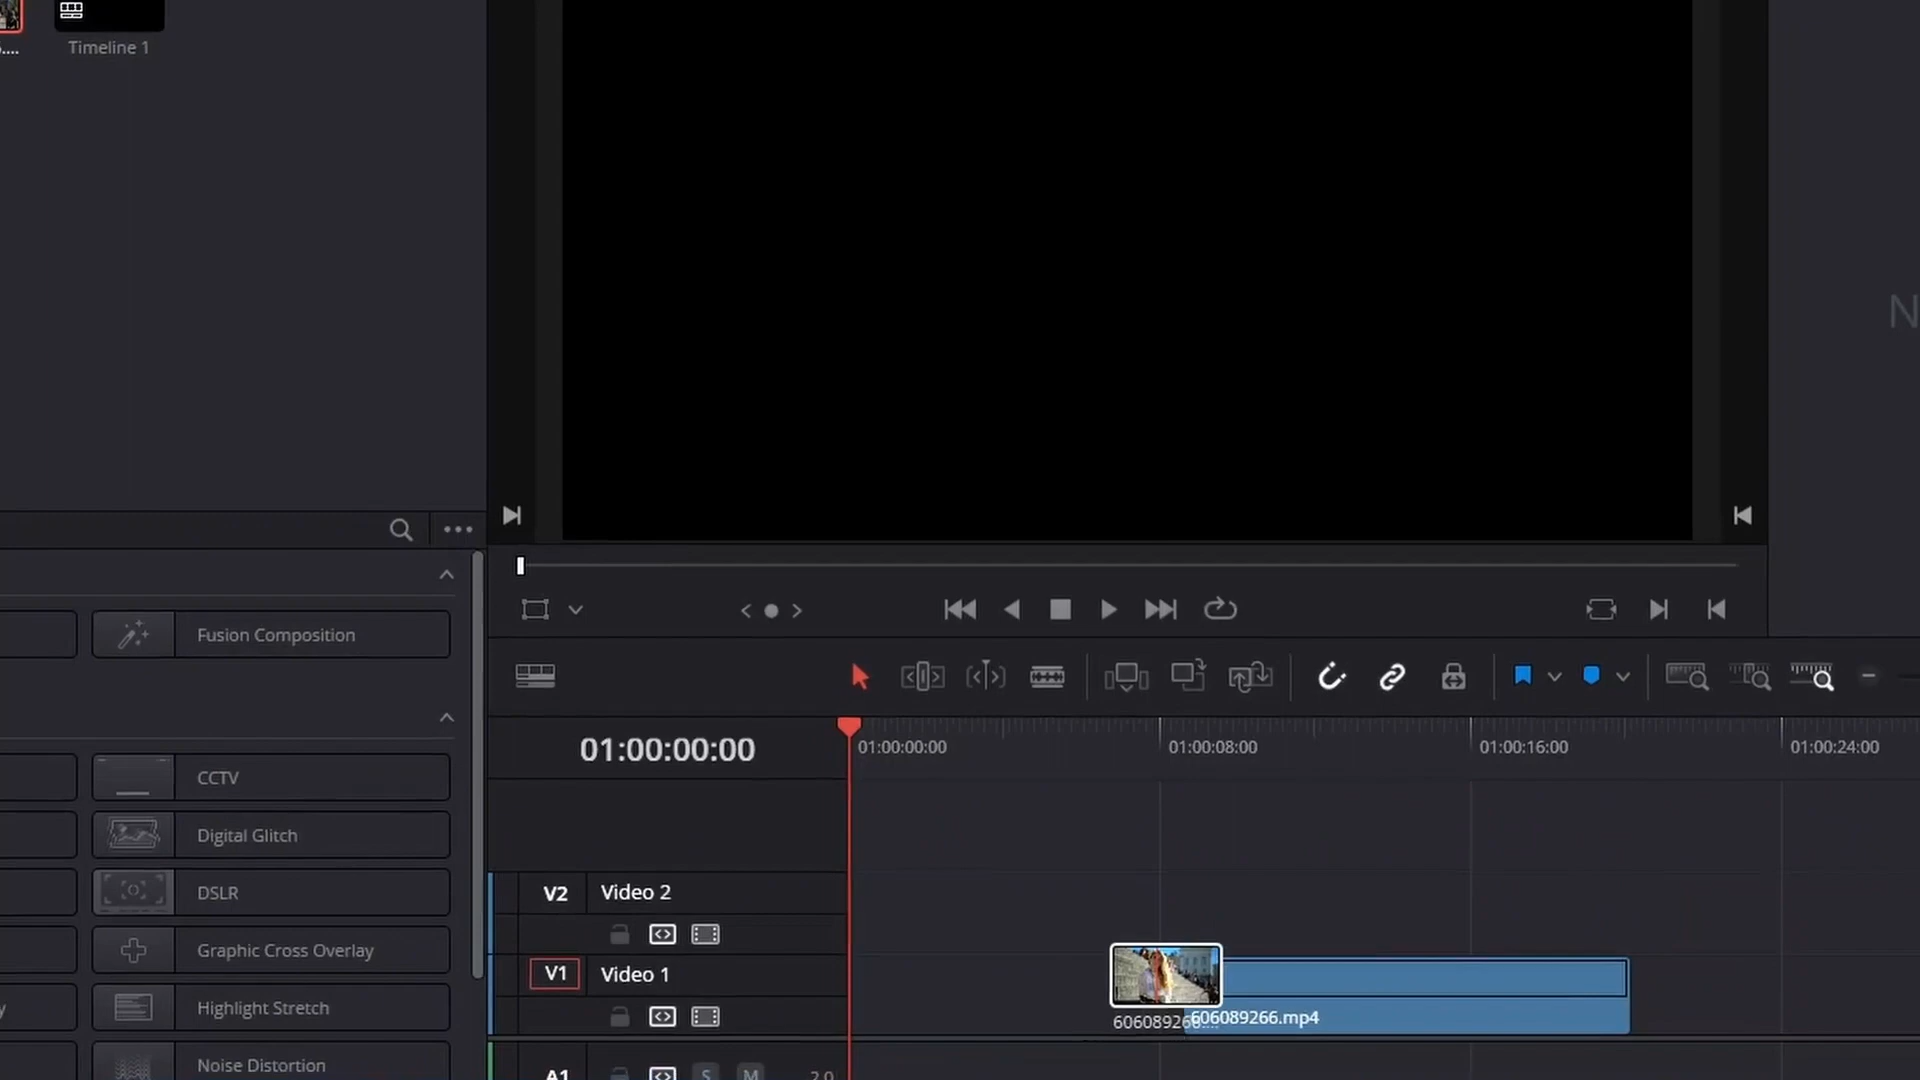 Timeline 1
Fusion Composition
CCTV
Digital Glitch
DSLR
Graphic Cross Overlay
Highlight Stretch
Noise Distortion
01:00:00:00
01:00:00:00
01:00:08:00
01:00:16:00
01:00:24:00
V2 Video 2
V1 Video 1
606089266.mp4
A1 S M 2.0